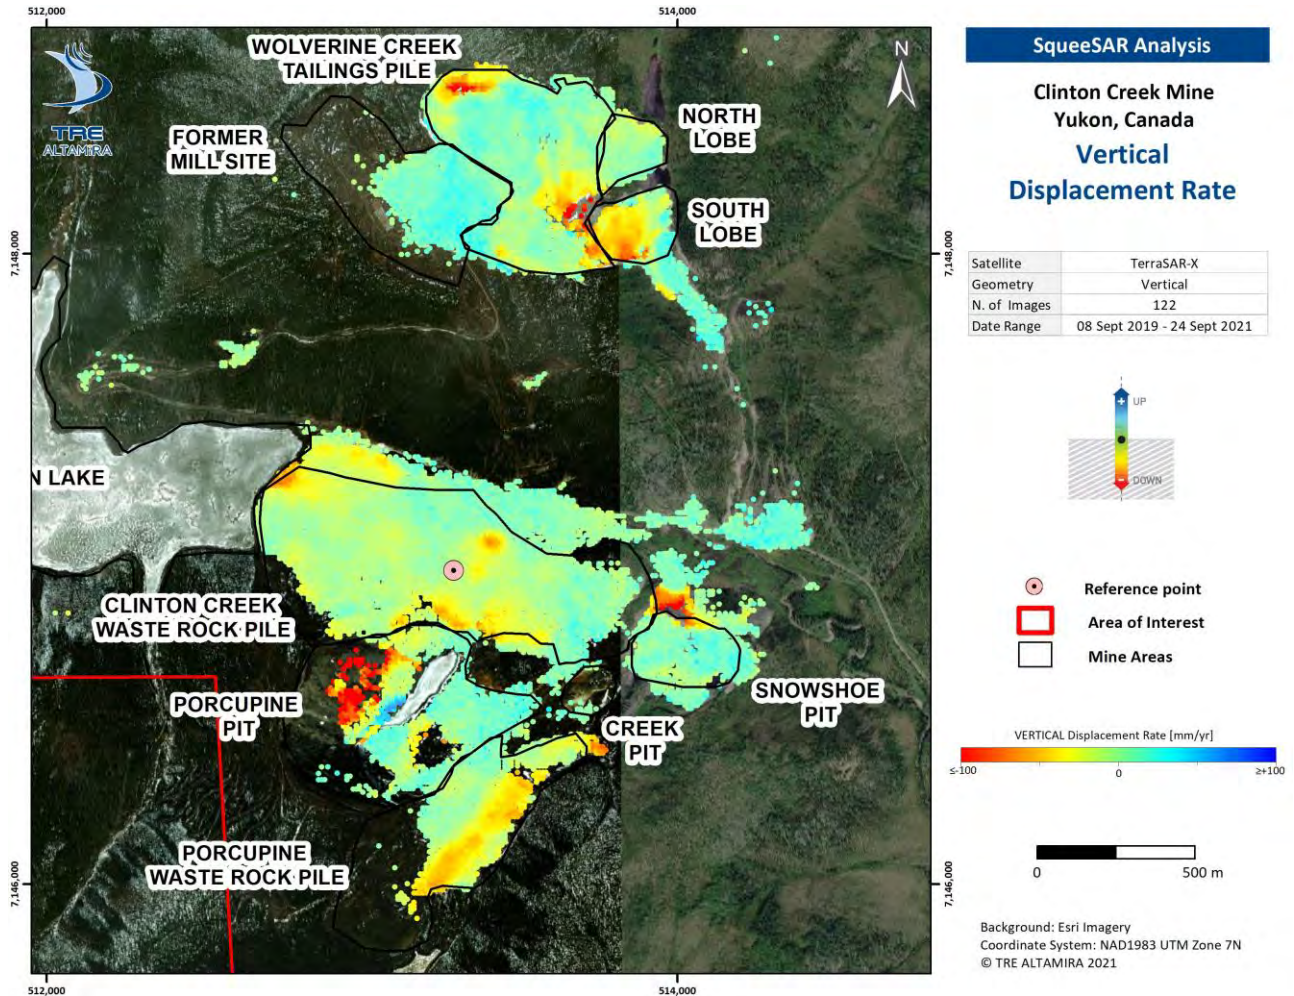 512,000
514,000
WOLVERINE CREEK
TAILINGS PILE
N
TRE
ALTAMIRA
FORMER
MILL SITE
NORTH
LOBE
SOUTH
LOBE
7,148,000
7,148,000
N LAKE
CLINTON CREEK
WASTE ROCK PILE
PORCUPINE
PIT
SNOWSHOE
PIT
CREEK
PIT
PORCUPINE
WASTE ROCK PILE
7,146,000
7,146,000
512,000
514,000
SqueeSAR Analysis
Clinton Creek Mine
Yukon, Canada
Vertical
Displacement Rate
Satellite TerraSAR-X
Geometry Vertical
N. of Images 122
Date Range 08 Sept 2019 - 24 Sept 2021
+ UP
- DOWN
Reference point
Area of Interest
Mine Areas
VERTICAL Displacement Rate [mm/yr]
≤-100 0 ≥+100
0 500 m
Background: Esri Imagery
Coordinate System: NAD1983 UTM Zone 7N
© TRE ALTAMIRA 2021